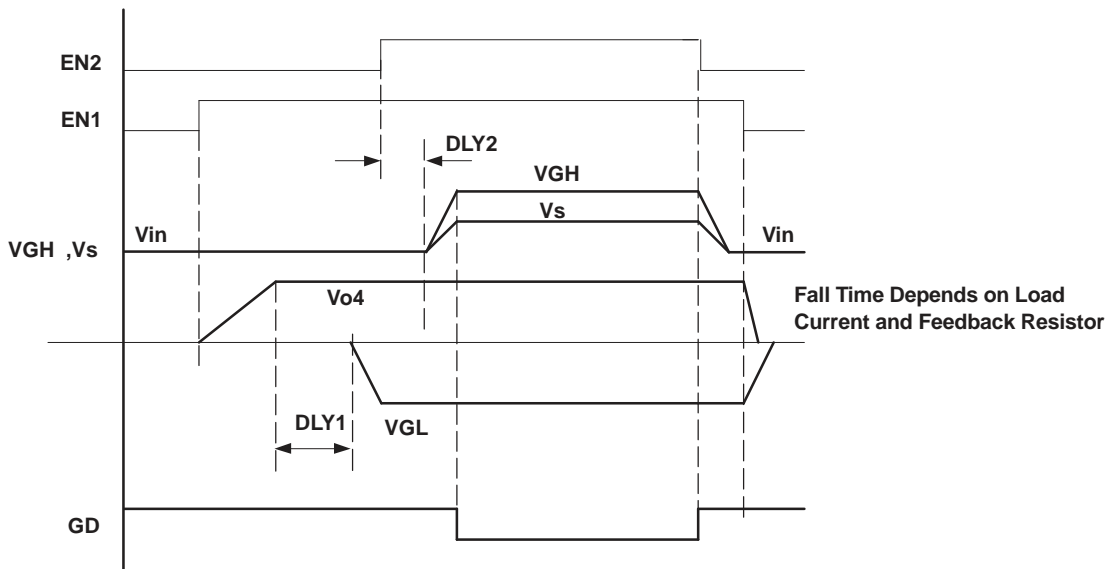 EN2
EN1
DLY2
VGH
Vs
Vin
Vin
VGH ,Vs
Vo4
Fall Time Depends on Load
Current and Feedback Resistor
DLY1
VGL
GD